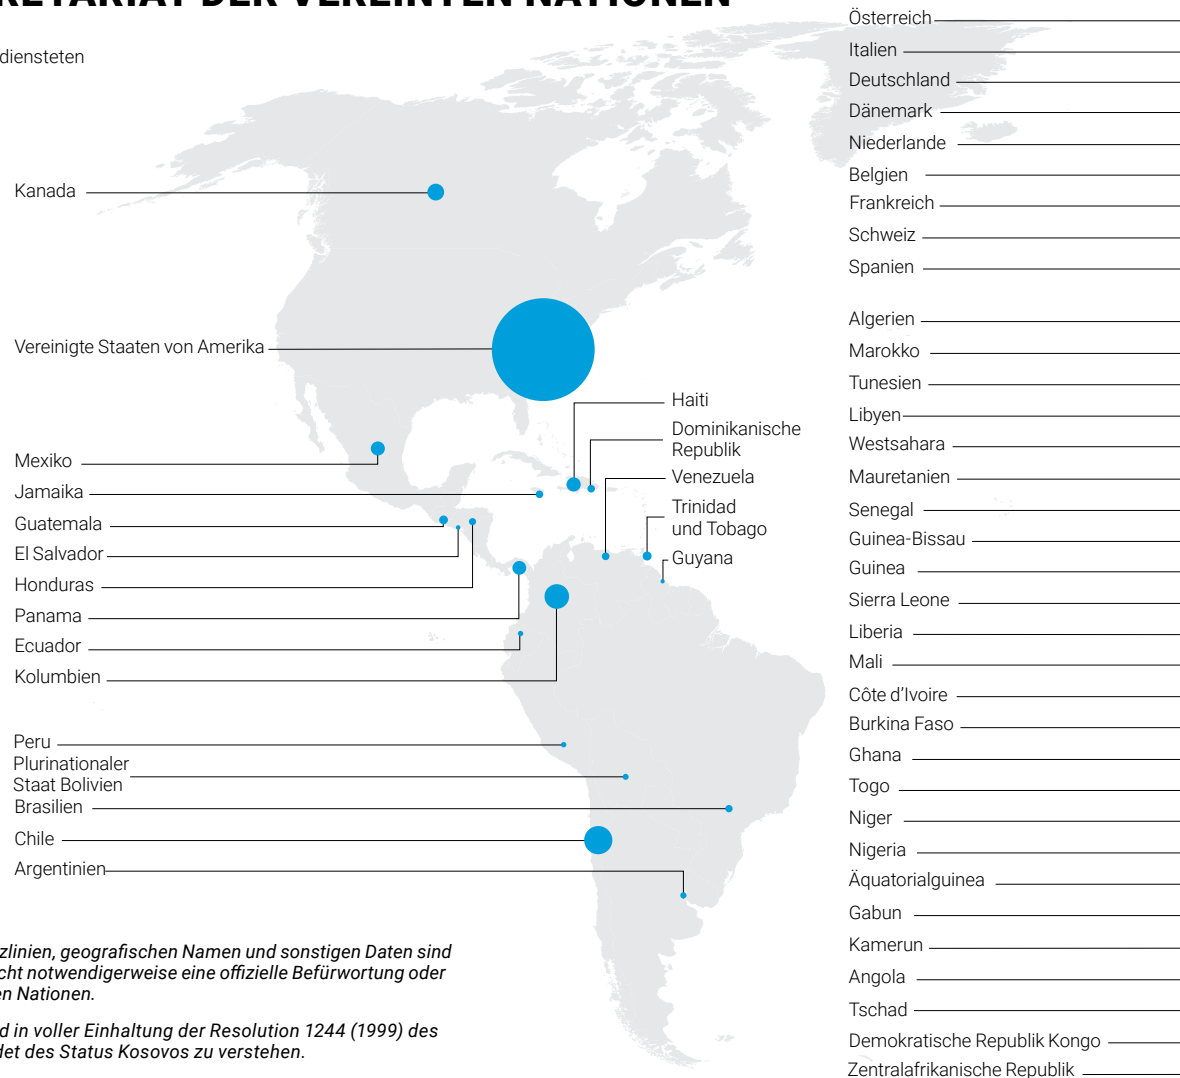 RETARIAT DER VEREINTEN NATIONEN
diensteten
Kanada
Vereinigte Staaten von Amerika
Mexiko
Jamaika
Guatemala
El Salvador
Honduras
Panama
Ecuador
Kolumbien
Peru
Plurinationaler
Staat Bolivien
Brasilien
Chile
Argentinien
Haiti
Dominikanische
Republik
Venezuela
Trinidad
und Tobago
Guyana
zlinien, geografischen Namen und sonstigen Daten sind
cht notwendigerweise eine offizielle Befürwortung oder
en Nationen.
d in voller Einhaltung der Resolution 1244 (1999) des
det des Status Kosovos zu verstehen.
Österreich
Italien
Deutschland
Dänemark
Niederlande
Belgien
Frankreich
Schweiz
Spanien
Algerien
Marokko
Tunesien
Libyen
Westsahara
Mauretanien
Senegal
Guinea-Bissau
Guinea
Sierra Leone
Liberia
Mali
Côte d'Ivoire
Burkina Faso
Ghana
Togo
Niger
Nigeria
Äquatorialguinea
Gabun
Kamerun
Angola
Tschad
Demokratische Republik Kongo
Zentralafrikanische Republik